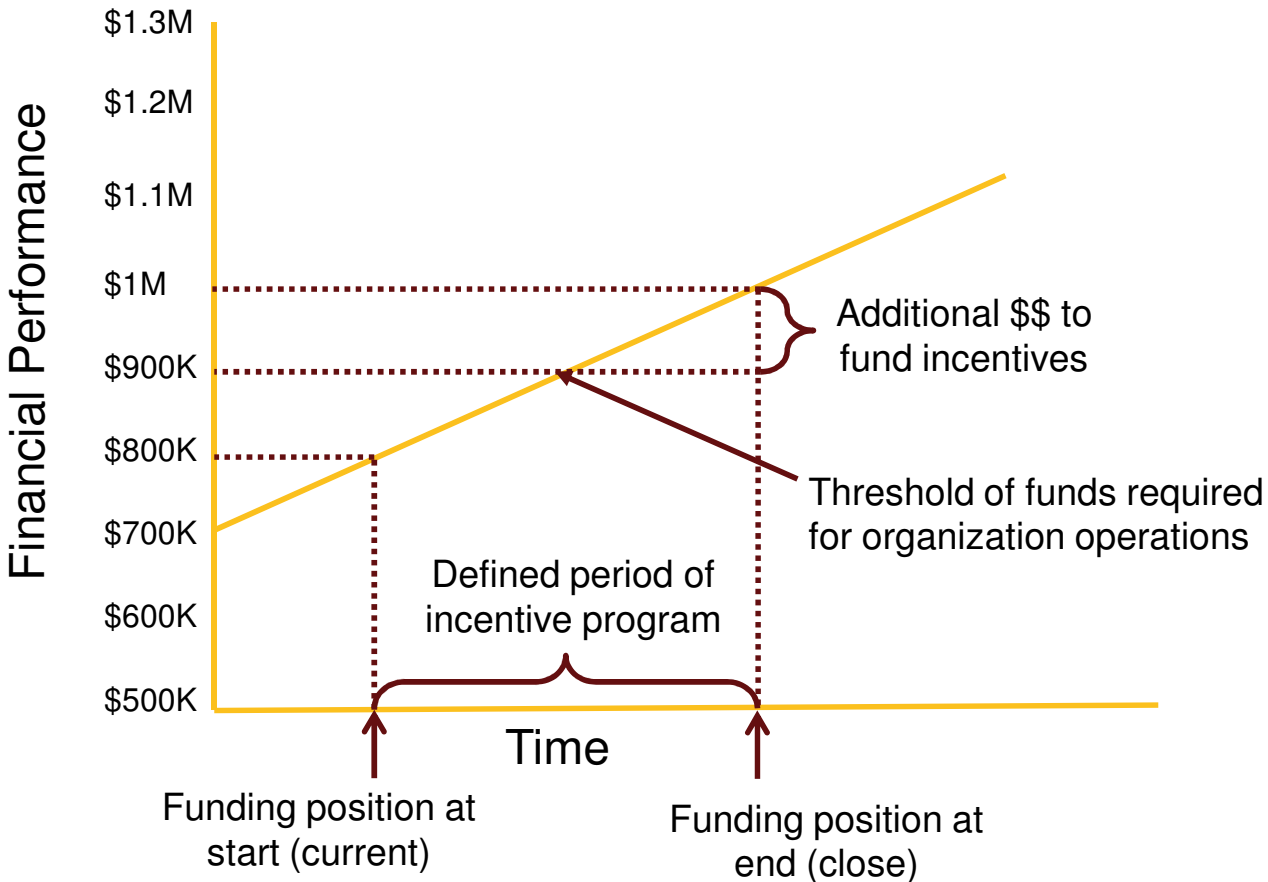 Financial Performance
$1.3M
$1.2M
$1.1M
$1M
$900K
$800K
$700K
$600K
$500K
Additional $$ to
fund incentives
Threshold of funds required
for organization operations
Defined period of
incentive program
Time
Funding position at
start (current)
Funding position at
end (close)